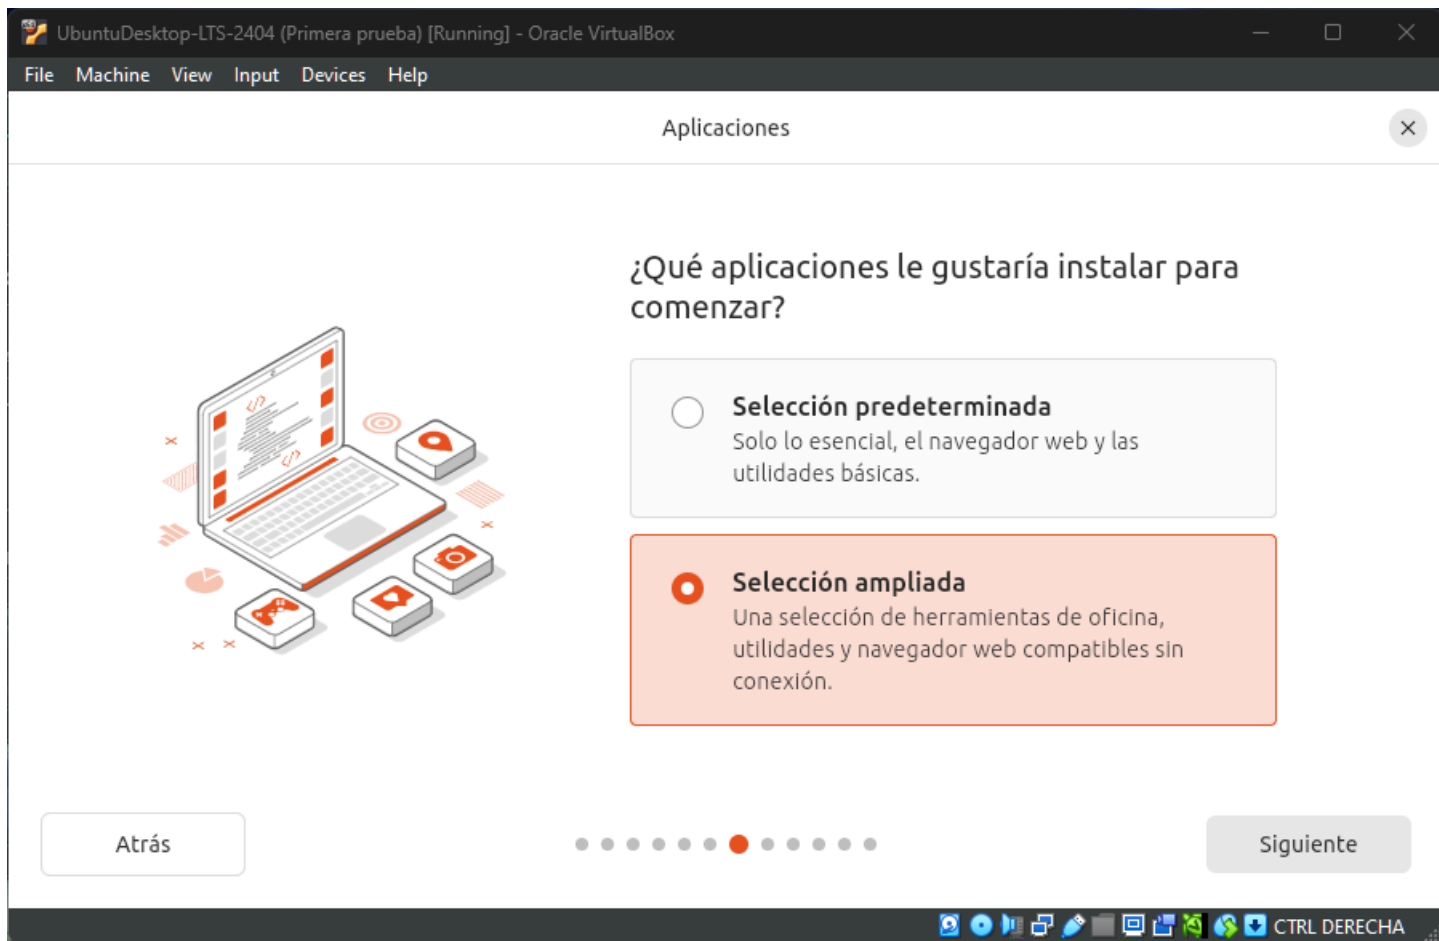 UbuntuDesktop-LTS-2404 (Primera prueba) [Running] - Oracle VirtualBox
File Machine View Input Devices Help
Aplicaciones
¿Qué aplicaciones le gustaría instalar para
comenzar?
Selección predeterminada
Solo lo esencial, el navegador web y las
utilidades básicas.
Selección ampliada
Una selección de herramientas de oficina,
utilidades y navegador web compatibles sin
conexión.
Atrás
Siguiente
CTRL DERECHA